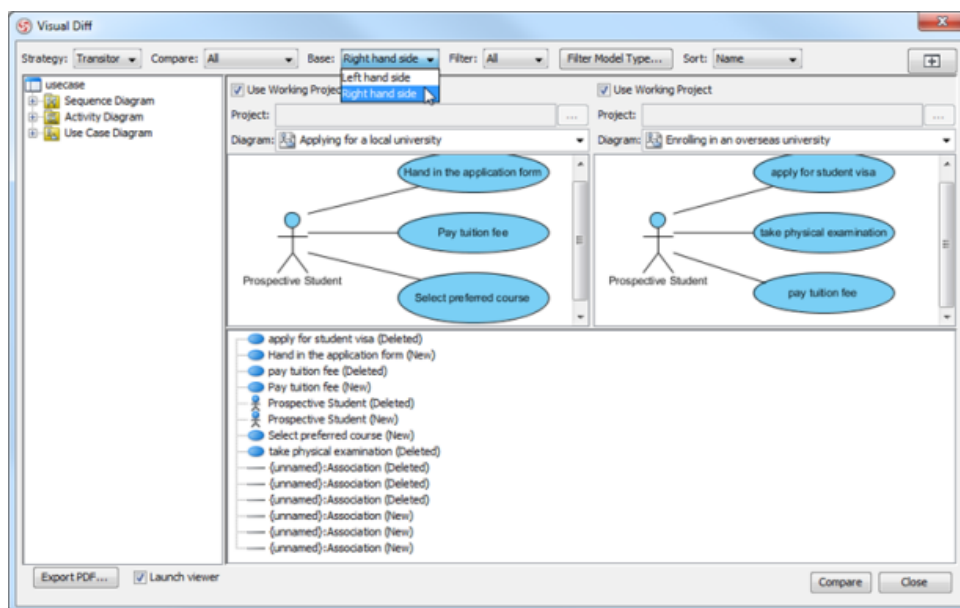 Visual Diff
Strategy: Transitor Compare: All Base: Right hand side Filter: All Filter Model Type... Sort: Name
Left hand side
Right hand side
usecase
Sequence Diagram
Activity Diagram
Use Case Diagram
Use Working Project
Project:
...
Diagram: Applying for a local university
Hand in the application form
Pay tuition fee
Prospective Student
Select preferred course
Use Working Project
Project:
...
Diagram: Enrolling in an overseas university
apply for student visa
take physical examination
Prospective Student
pay tuition fee
apply for student visa (Deleted)
Hand in the application form (New)
pay tuition fee (Deleted)
Pay tuition fee (New)
Prospective Student (Deleted)
Prospective Student (New)
Select preferred course (New)
take physical examination (Deleted)
{unnamed}:Association (Deleted)
{unnamed}:Association (Deleted)
{unnamed}:Association (Deleted)
{unnamed}:Association (New)
{unnamed}:Association (New)
{unnamed}:Association (New)
Export PDF... Launch viewer
Compare Close